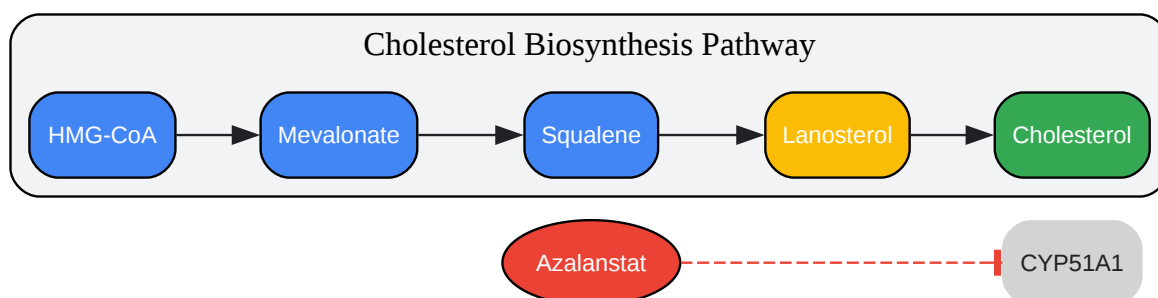 Cholesterol Biosynthesis Pathway
HMG-CoA
Mevalonate
Squalene
Lanosterol
Cholesterol
Azalanstat
CYP51A1